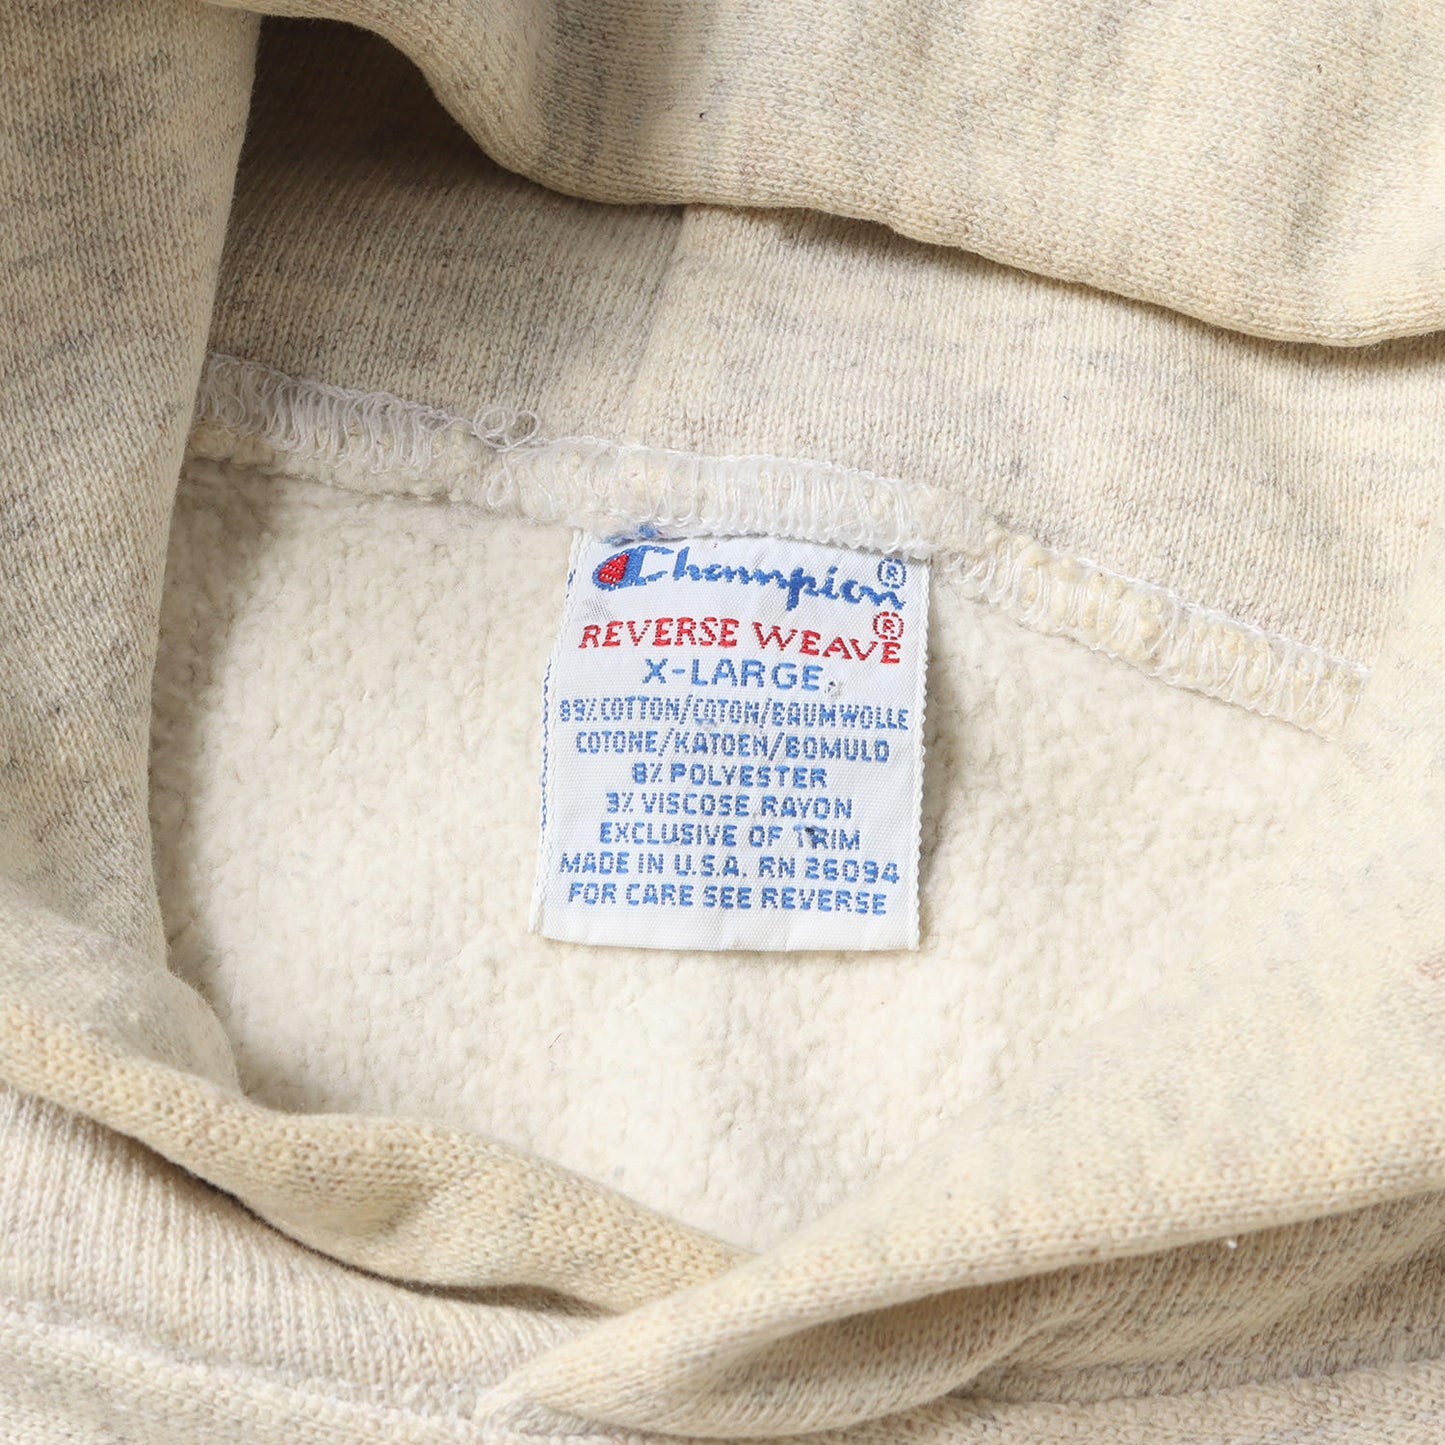 Champion®
REVERSE WEAVE®
X-LARGE
89% COTTON/COTON/BAUMWOLLE
COTONE/KATOEN/BOMULD
8% POLYESTER
3% VISCOSE RAYON
EXCLUSIVE OF TRIM
MADE IN U.S.A. RN 26094
FOR CARE SEE REVERSE